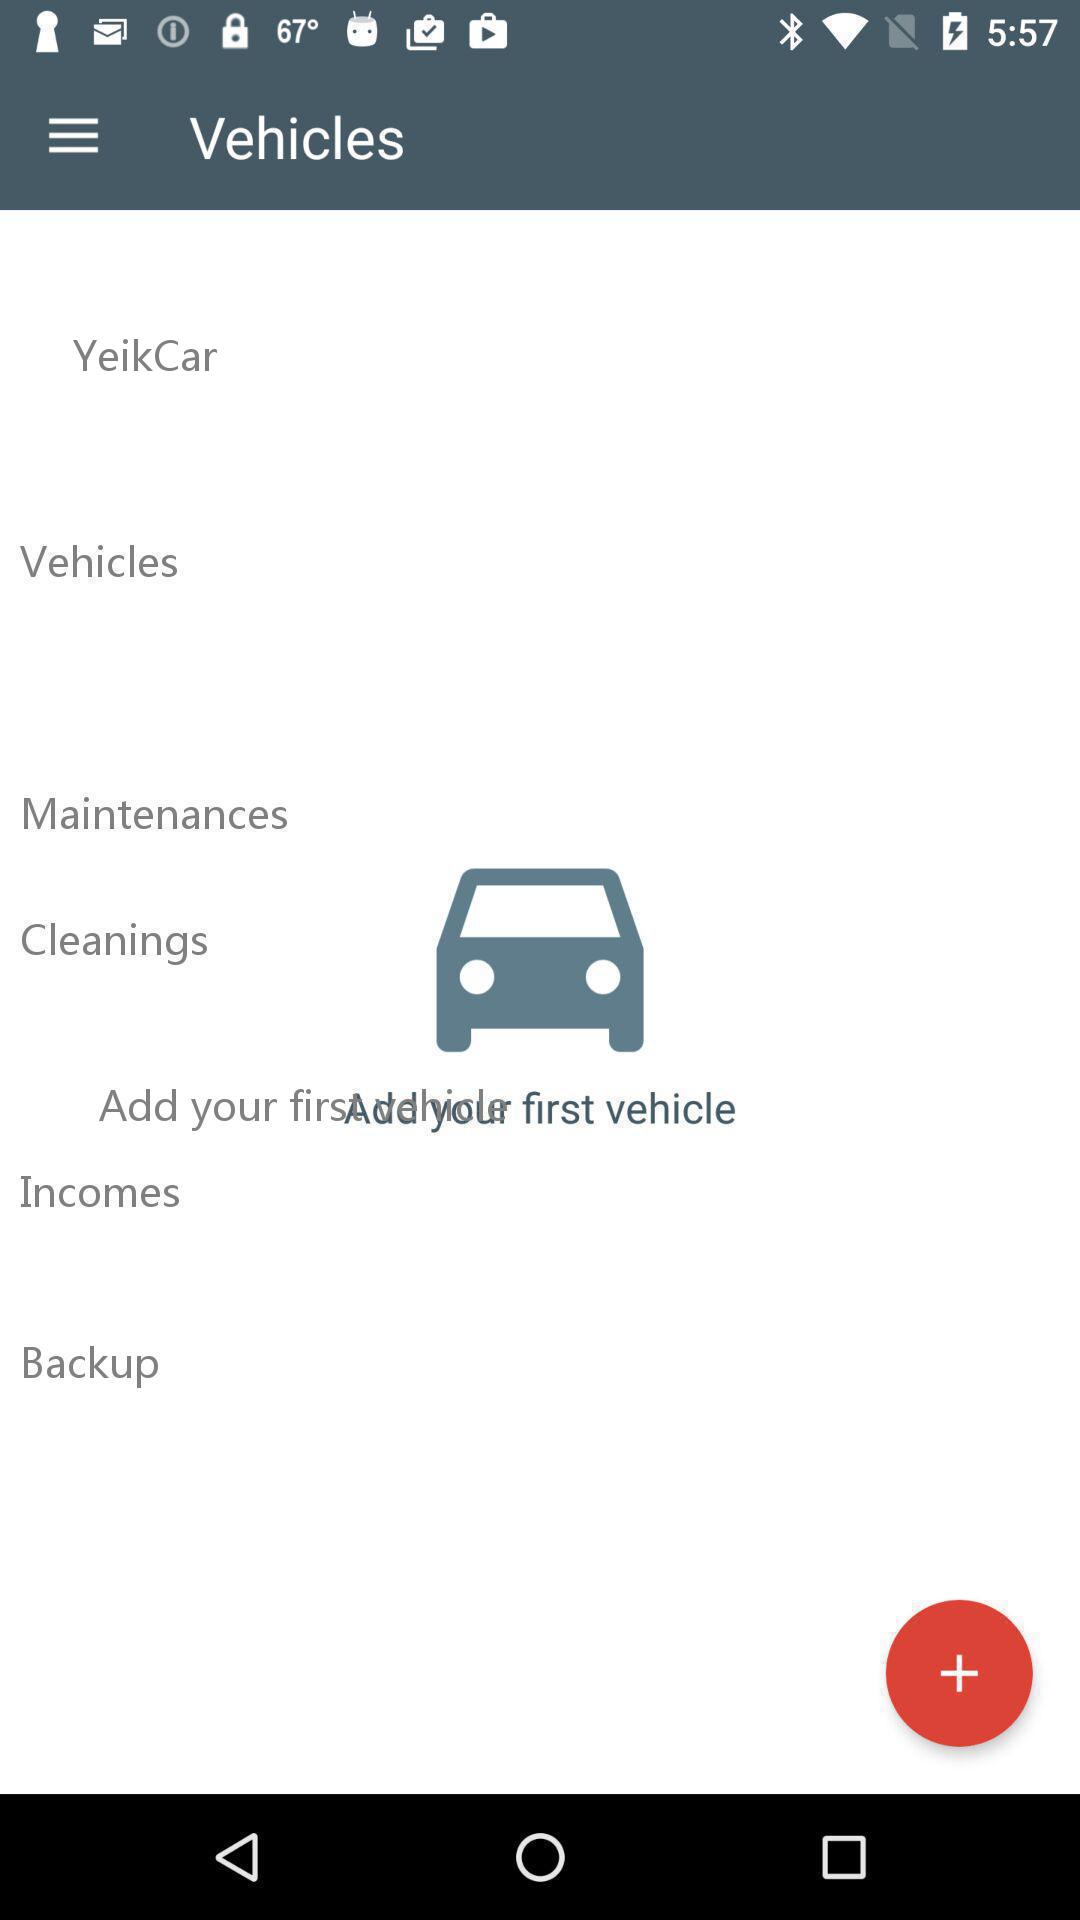 67° 5:57
Vehicles
YeikCar
Vehicles
Maintenances
Cleanings
Add your first vehicle
Add your first vehicle
Incomes
Backup